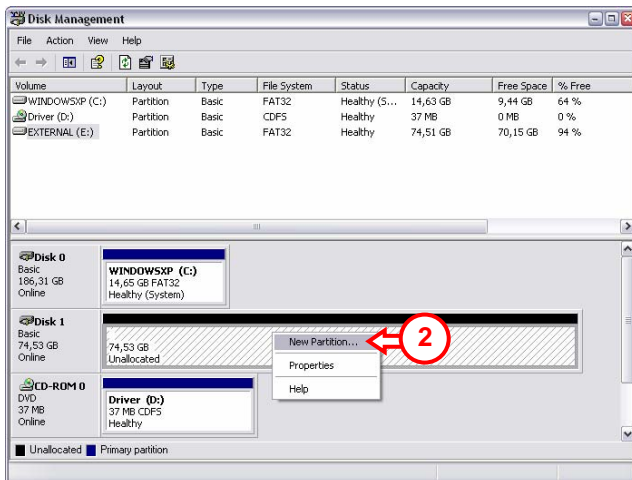 Disk Management
File Action View Help
Volume Layout Type File System Status Capacity Free Space % Free
WINDOWSXP (C:) Partition Basic FAT32 Healthy (S... 14,63 GB 9,44 GB 64 %
Driver (D:) Partition Basic CDFS Healthy 37 MB 0 MB 0 %
EXTERNAL (E:) Partition Basic FAT32 Healthy 74,51 GB 70,15 GB 94 %
Disk 0
Basic
186,31 GB
Online
WINDOWSXP (C:)
14,65 GB FAT32
Healthy (System)
Disk 1
Basic
74,53 GB
Online
74,53 GB
Unallocated
New Partition...
Properties
Help
2
CD-ROM 0
DVD
37 MB
Online
Driver (D:)
37 MB CDFS
Healthy
Unallocated Primary partition